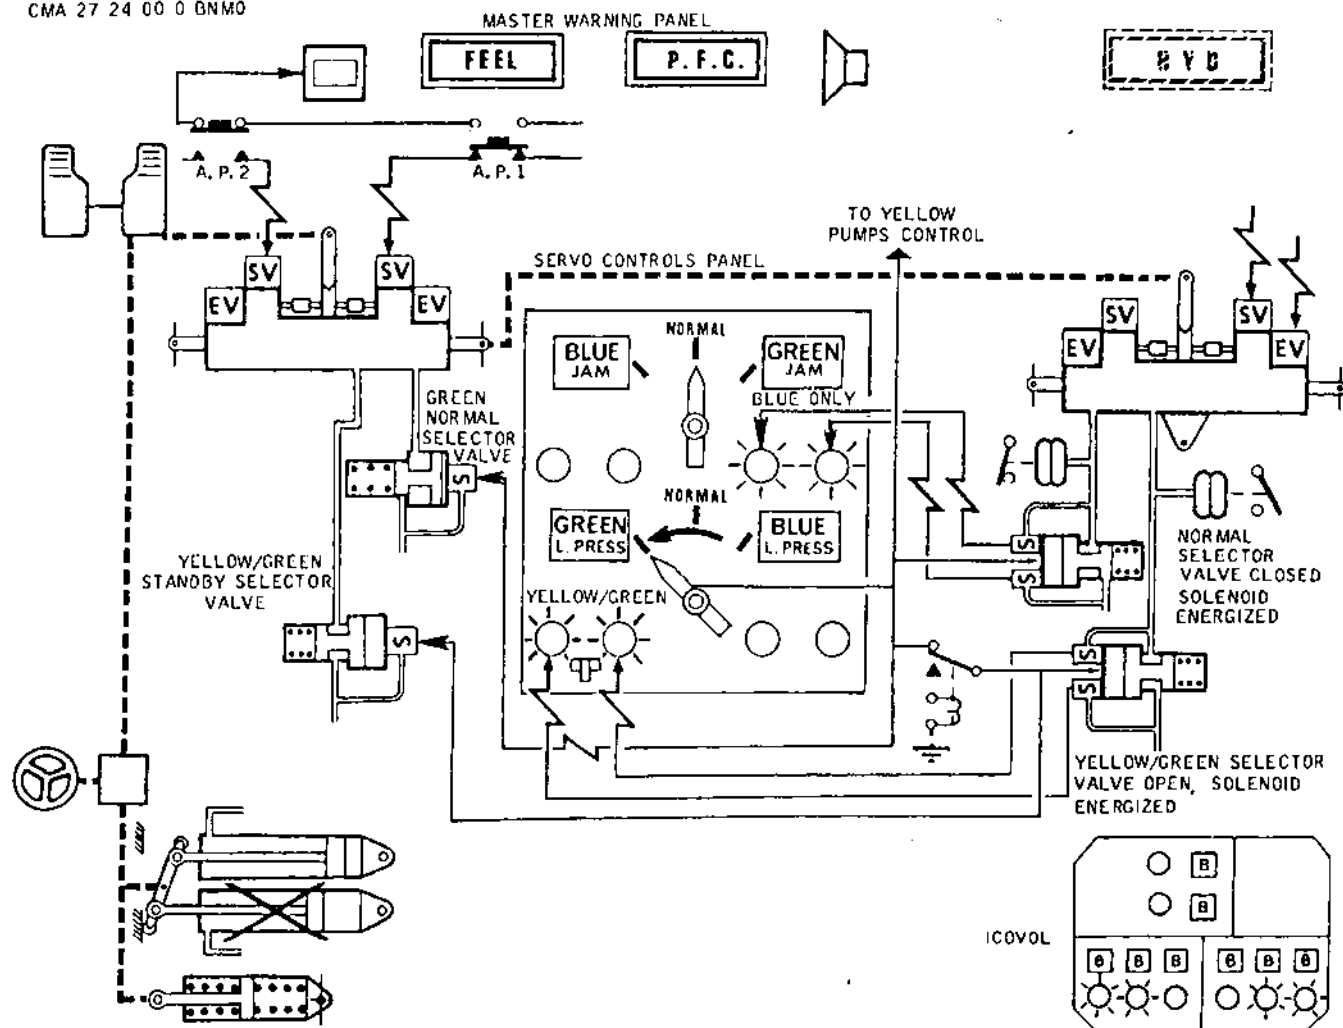 CMA 27 24 00 0 BNMO
MASTER WARNING PANEL
FEEL
P.F.C.
HYD
A.P.2
A.P.1
TO YELLOW
PUMPS CONTROL
SERVO CONTROLS PANEL
SV
SV
EV
EV
SV
SV
EV
EV
NORMAL
BLUE
JAM
GREEN
JAM
BLUE ONLY
GREEN
NORMAL
SELECTOR
VALVE
S
NORMAL
GREEN
L. PRESS
BLUE
L. PRESS
S
S
NORMAL
SELECTOR
VALVE CLOSED
SOLENOID
ENERGIZED
YELLOW/GREEN
STANDBY SELECTOR
VALVE
S
YELLOW/GREEN
S
S
YELLOW/GREEN SELECTOR
VALVE OPEN, SOLENOID
ENERGIZED
ICOVOL
B
B
B B B B B B